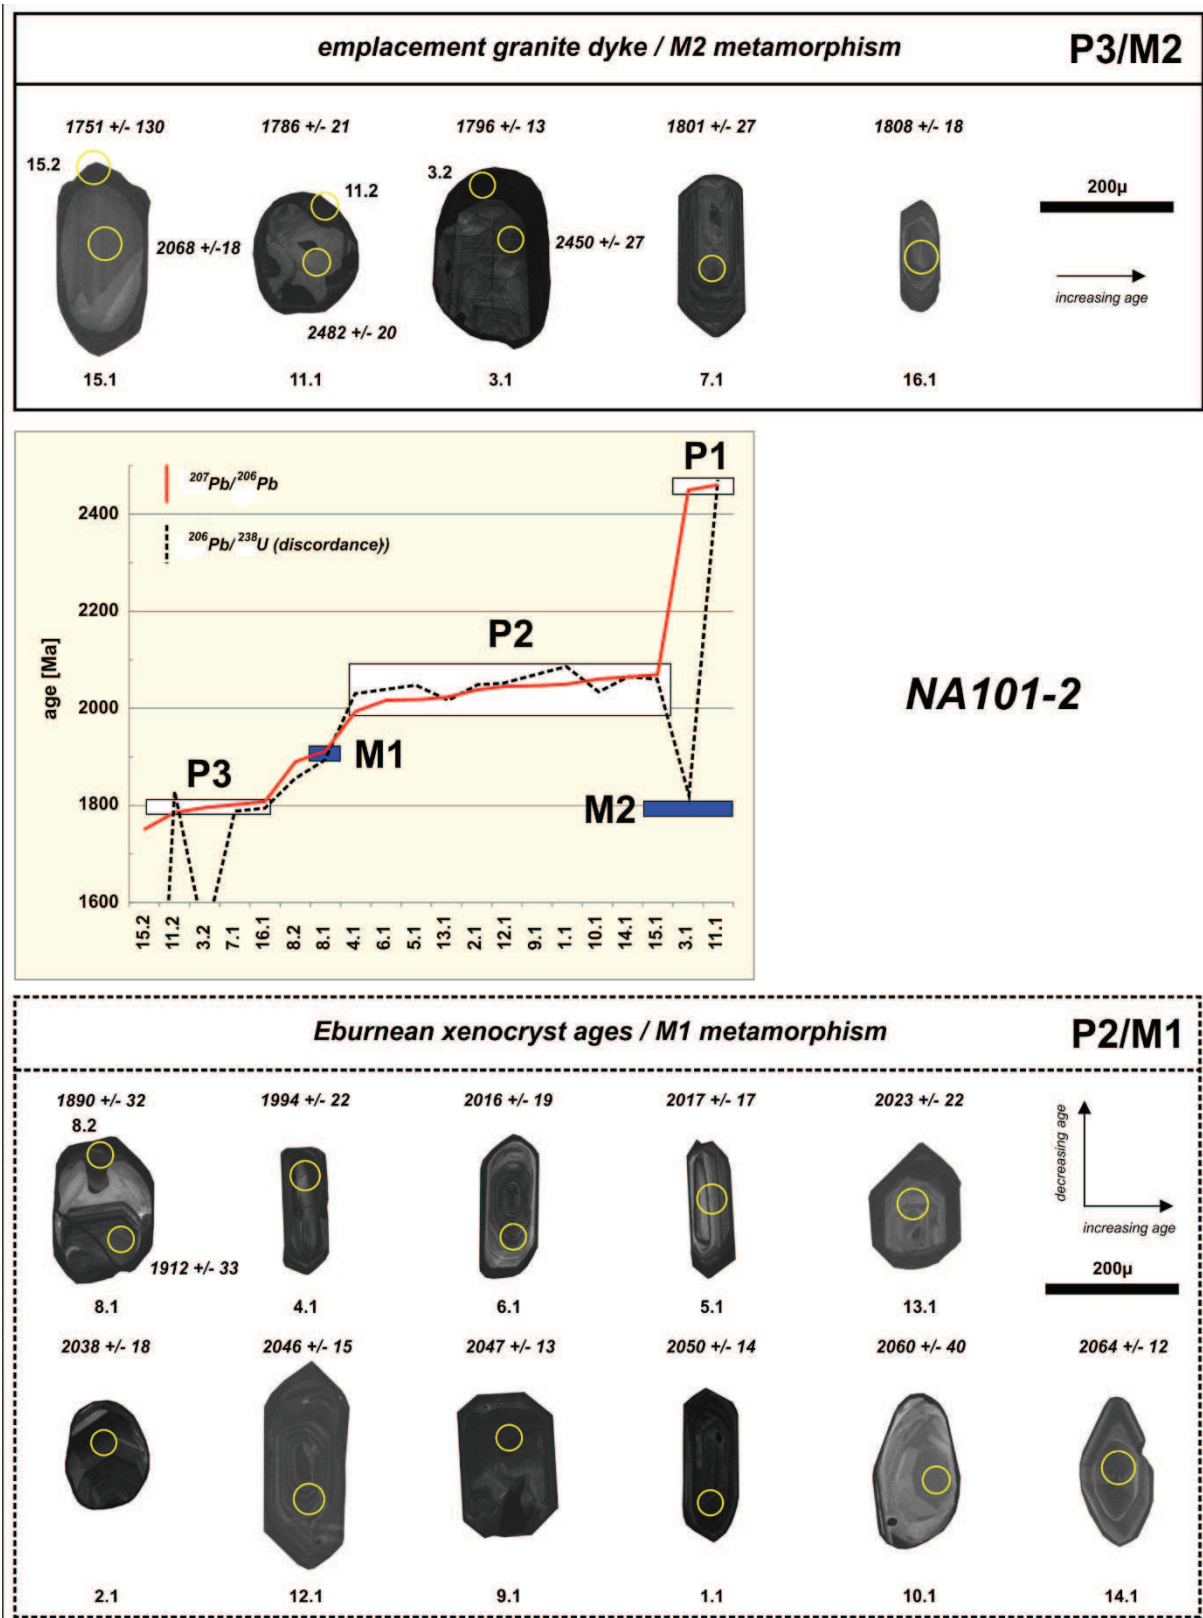 emplacement granite dyke / M2 metamorphism P3/M2
1751 +/- 130 1786 +/- 21 1796 +/- 13 1801 +/- 27 1808 +/- 18
15.2 11.2 3.2
200µ
2068 +/-18 2450 +/- 27
increasing age
2482 +/- 20
15.1 11.1 3.1 7.1 16.1
P1
207Pb/206Pb
2400
206Pb/238U (discordance))
2200
P2
age [Ma]
2000
M1
P3
1800
M2
1600
15.2 11.2 3.2 7.1 16.1 8.2 8.1 4.1 6.1 5.1 13.1 2.1 12.1 9.1 1.1 10.1 14.1 15.1 3.1 11.1
NA101-2
Eburnean xenocryst ages / M1 metamorphism P2/M1
1890 +/- 32 1994 +/- 22 2016 +/- 19 2017 +/- 17 2023 +/- 22
8.2
decreasing age
increasing age
1912 +/- 33
200µ
8.1 4.1 6.1 5.1 13.1
2038 +/- 18 2046 +/- 15 2047 +/- 13 2050 +/- 14 2060 +/- 40 2064 +/- 12
2.1 12.1 9.1 1.1 10.1 14.1